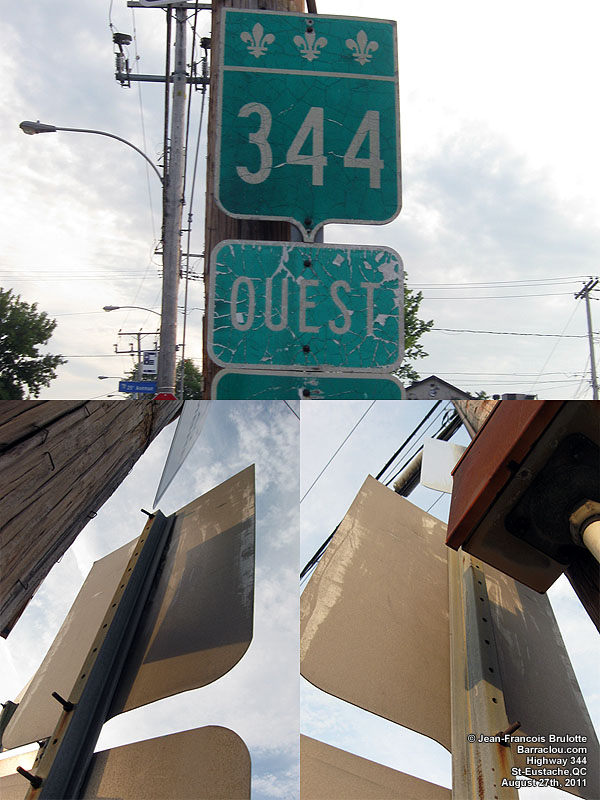 344
OUEST
25e Avenue
© Jean-Francois Brulotte
Barraclou.com
Highway 344
St-Eustache,QC
August 27th, 2011